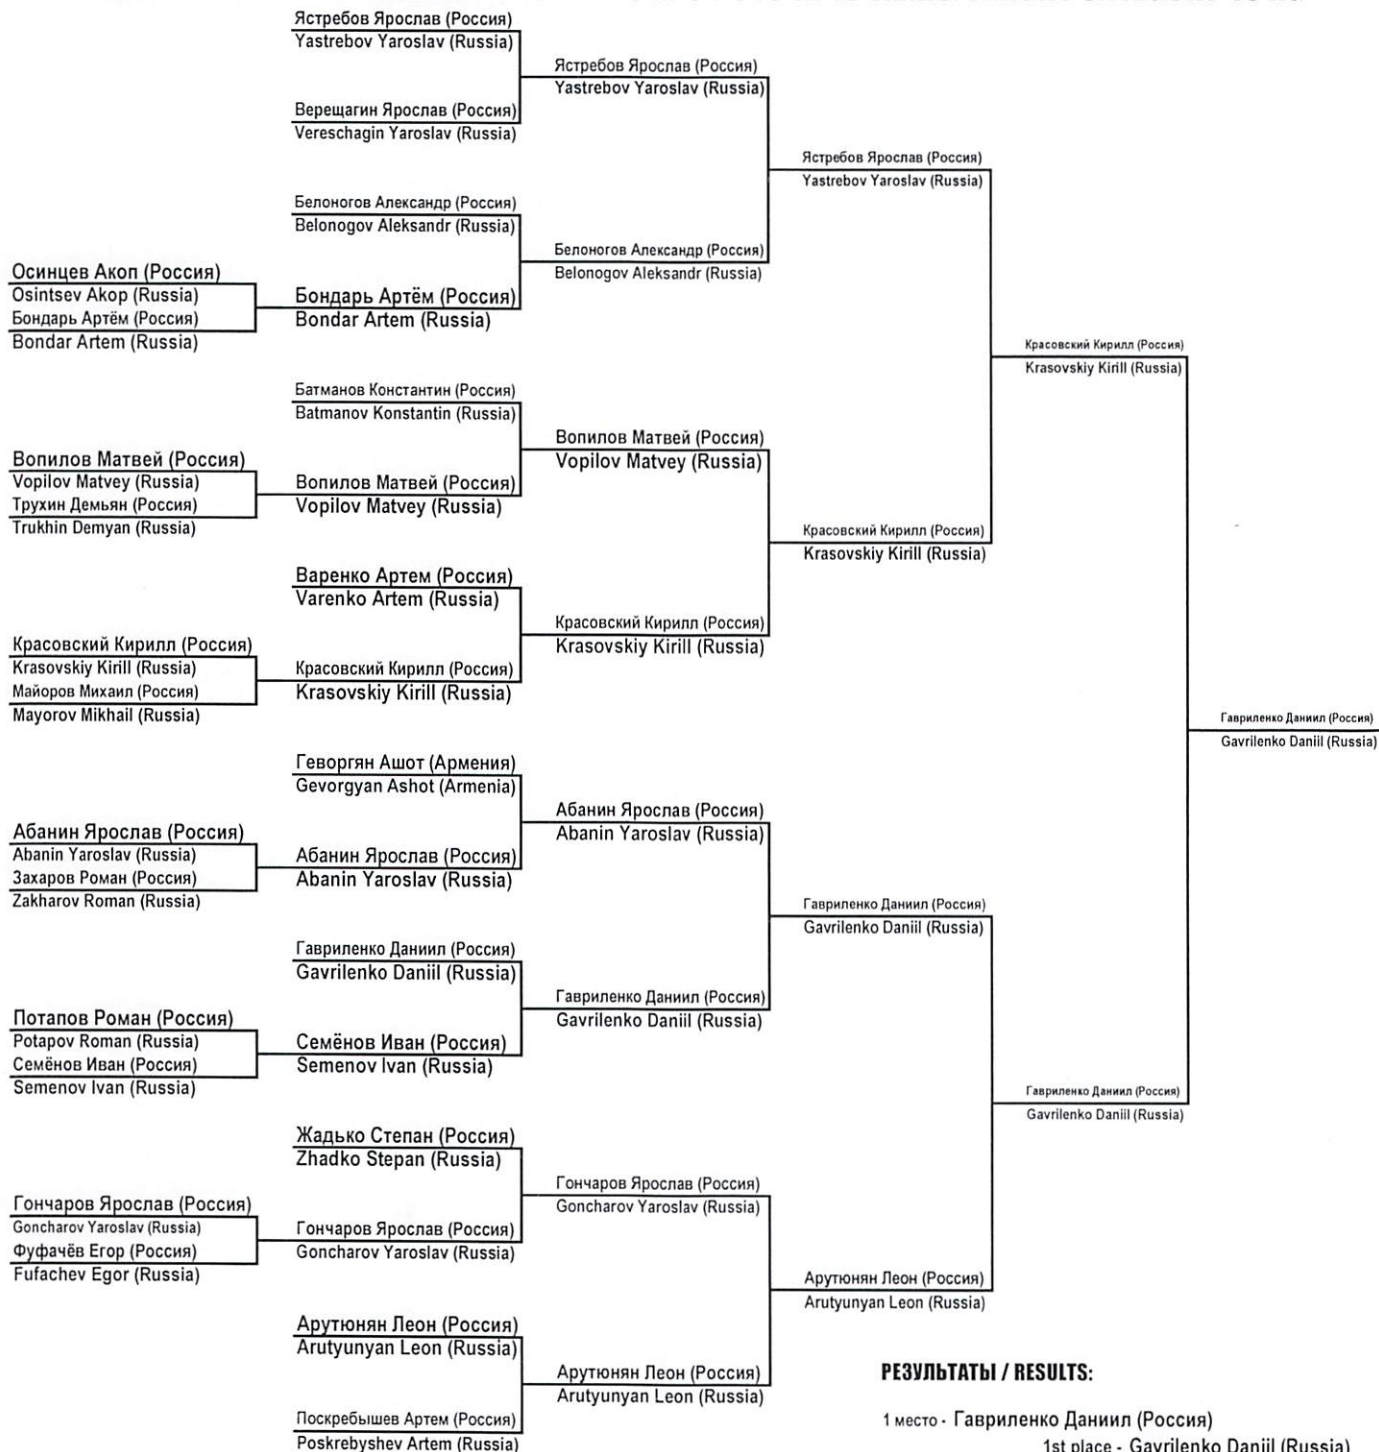 Ястребов Ярослав (Россия)
Yastrebov Yaroslav (Russia)
Верещагин Ярослав (Россия)
Vereschagin Yaroslav (Russia)
Белоногов Александр (Россия)
Belonogov Aleksandr (Russia)
Осинцев Акоп (Россия)
Osintsev Akop (Russia)
Бондарь Артём (Россия)
Bondar Artem (Russia)
Бондарь Артём (Россия)
Bondar Artem (Russia)
Батманов Константин (Россия)
Batmanov Konstantin (Russia)
Вопилов Матвей (Россия)
Vopilov Matvey (Russia)
Трухин Демьян (Россия)
Trukhin Demyan (Russia)
Вопилов Матвей (Россия)
Vopilov Matvey (Russia)
Варенко Артем (Россия)
Varenko Artem (Russia)
Красовский Кирилл (Россия)
Krasovskiy Kirill (Russia)
Майоров Михаил (Россия)
Mayorov Mikhail (Russia)
Красовский Кирилл (Россия)
Krasovskiy Kirill (Russia)
Геворгян Ашот (Армения)
Gevorgyan Ashot (Armenia)
Абанин Ярослав (Россия)
Abanin Yaroslav (Russia)
Захаров Роман (Россия)
Zakharov Roman (Russia)
Абанин Ярослав (Россия)
Abanin Yaroslav (Russia)
Гавриленко Даниил (Россия)
Gavrilenko Daniil (Russia)
Потапов Роман (Россия)
Potapov Roman (Russia)
Семёнов Иван (Россия)
Semenov Ivan (Russia)
Семёнов Иван (Россия)
Semenov Ivan (Russia)
Жадько Степан (Россия)
Zhadko Stepan (Russia)
Гончаров Ярослав (Россия)
Goncharov Yaroslav (Russia)
Фуфачёв Егор (Россия)
Fufachev Egor (Russia)
Гончаров Ярослав (Россия)
Goncharov Yaroslav (Russia)
Арутюнян Леон (Россия)
Arutyunyan Leon (Russia)
Поскребышев Артем (Россия)
Poskrebyshev Artem (Russia)
Ястребов Ярослав (Россия)
Yastrebov Yaroslav (Russia)
Белоногов Александр (Россия)
Belonogov Aleksandr (Russia)
Вопилов Матвей (Россия)
Vopilov Matvey (Russia)
Красовский Кирилл (Россия)
Krasovskiy Kirill (Russia)
Абанин Ярослав (Россия)
Abanin Yaroslav (Russia)
Гавриленко Даниил (Россия)
Gavrilenko Daniil (Russia)
Гончаров Ярослав (Россия)
Goncharov Yaroslav (Russia)
Арутюнян Леон (Россия)
Arutyunyan Leon (Russia)
Ястребов Ярослав (Россия)
Yastrebov Yaroslav (Russia)
Красовский Кирилл (Россия)
Krasovskiy Kirill (Russia)
Гавриленко Даниил (Россия)
Gavrilenko Daniil (Russia)
Арутюнян Леон (Россия)
Arutyunyan Leon (Russia)
Красовский Кирилл (Россия)
Krasovskiy Kirill (Russia)
Гавриленко Даниил (Россия)
Gavrilenko Daniil (Russia)
Гавриленко Даниил (Россия)
Gavrilenko Daniil (Russia)
РЕЗУЛЬТАТЫ / RESULTS:
1 место - Гавриленко Даниил (Россия)
1st place - Gavrilenko Daniil (Russia)